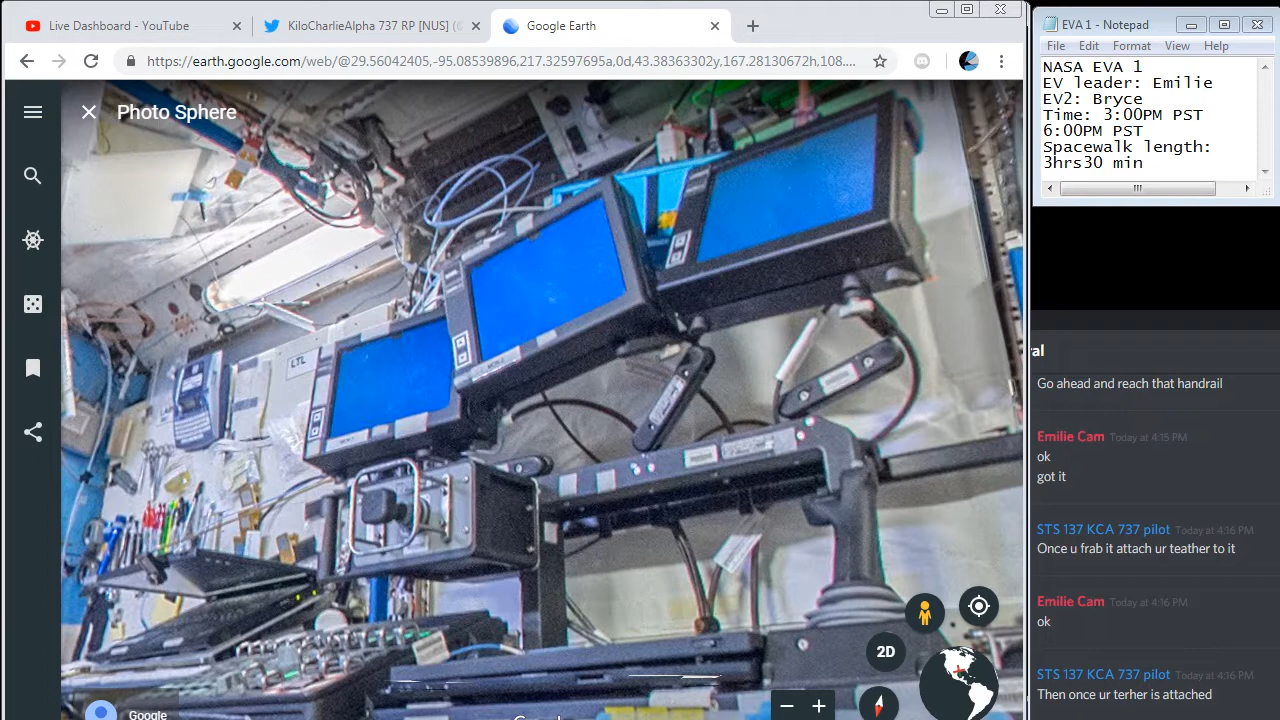 Live Dashboard - YouTube
KiloCharlieAlpha 737 RP [NUS] (@
Google Earth
https://earth.google.com/web/@29.56042405,-95.08539896,217.32597695a,0d,43.38363302y,167.28130672h,108....
Photo Sphere
LTL
2D
Google
EVA 1 - Notepad
File Edit Format View Help
NASA EVA 1
EV leader: Emilie
EV2: Bryce
Time: 3:00PM PST
6:00PM PST
Spacewalk length:
3hrs30 min
ral
Go ahead and reach that handrail
Emilie Cam Today at 4:15 PM
ok
got it
STS 137 KCA 737 pilot Today at 4:16 PM
Once u frab it attach ur teather to it
Emilie Cam Today at 4:16 PM
ok
STS 137 KCA 737 pilot Today at 4:16 PM
Then once ur terher is attached